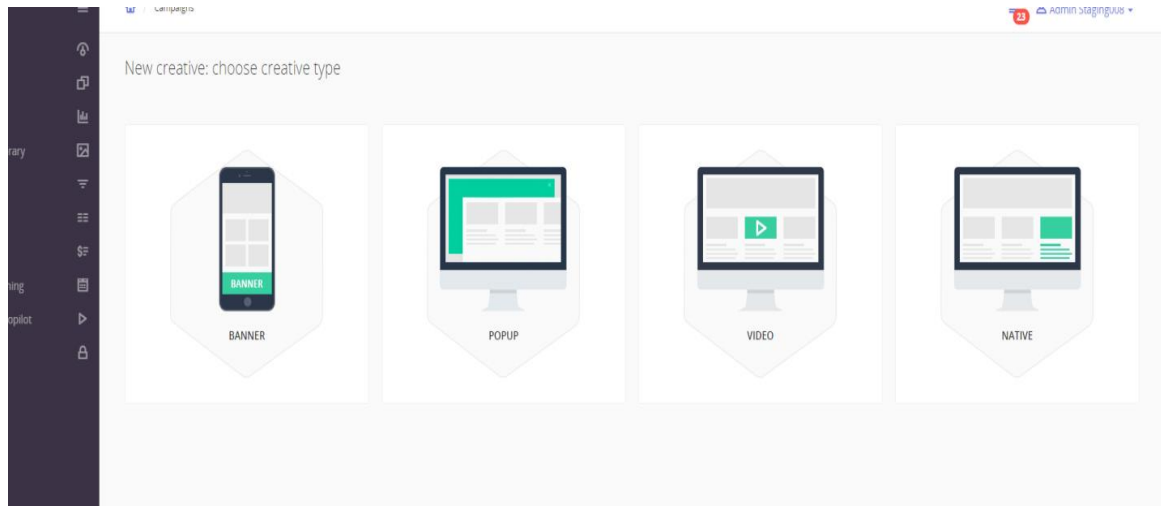 / Campaigns
23
Admin Staging008
New creative: choose creative type
rary
ning
opilot
$
BANNER
BANNER
POPUP
VIDEO
NATIVE